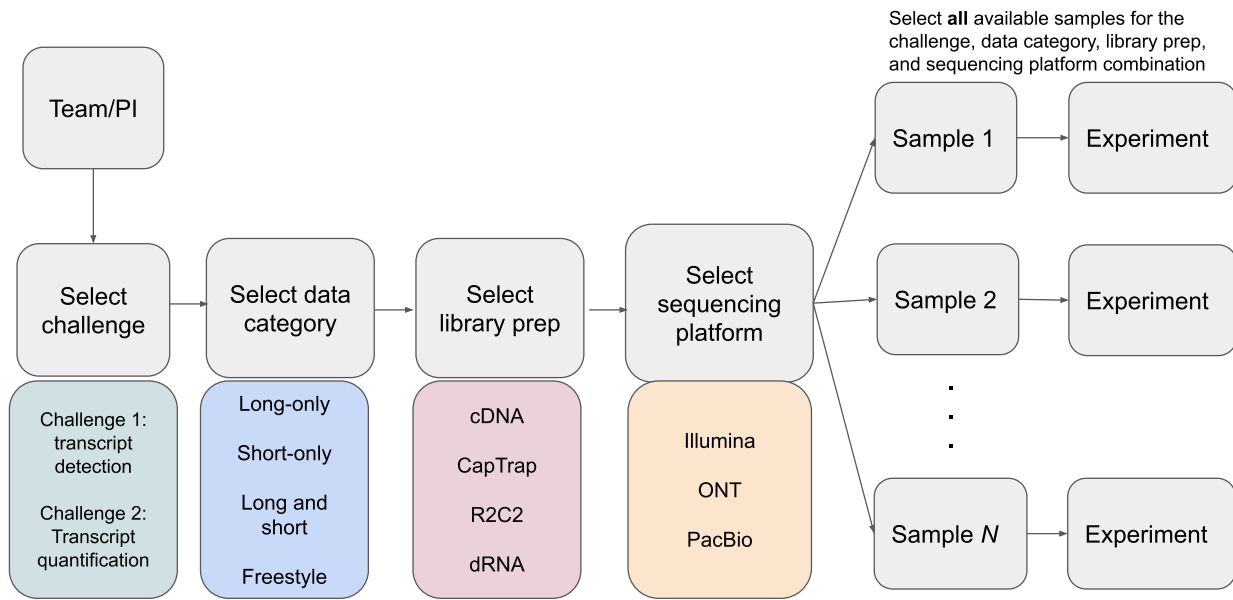 Select all available samples for the
challenge, data category, library prep,
and sequencing platform combination
Team/PI
Sample 1
Experiment
Select
challenge
Select data
category
Select
library prep
Select
sequencing
platform
Sample 2
Experiment
Challenge 1:
transcript
detection
Challenge 2:
Transcript
quantification
Long-only
Short-only
Long and
short
Freestyle
cDNA
CapTrap
R2C2
dRNA
Illumina
ONT
PacBio
Sample N
Experiment